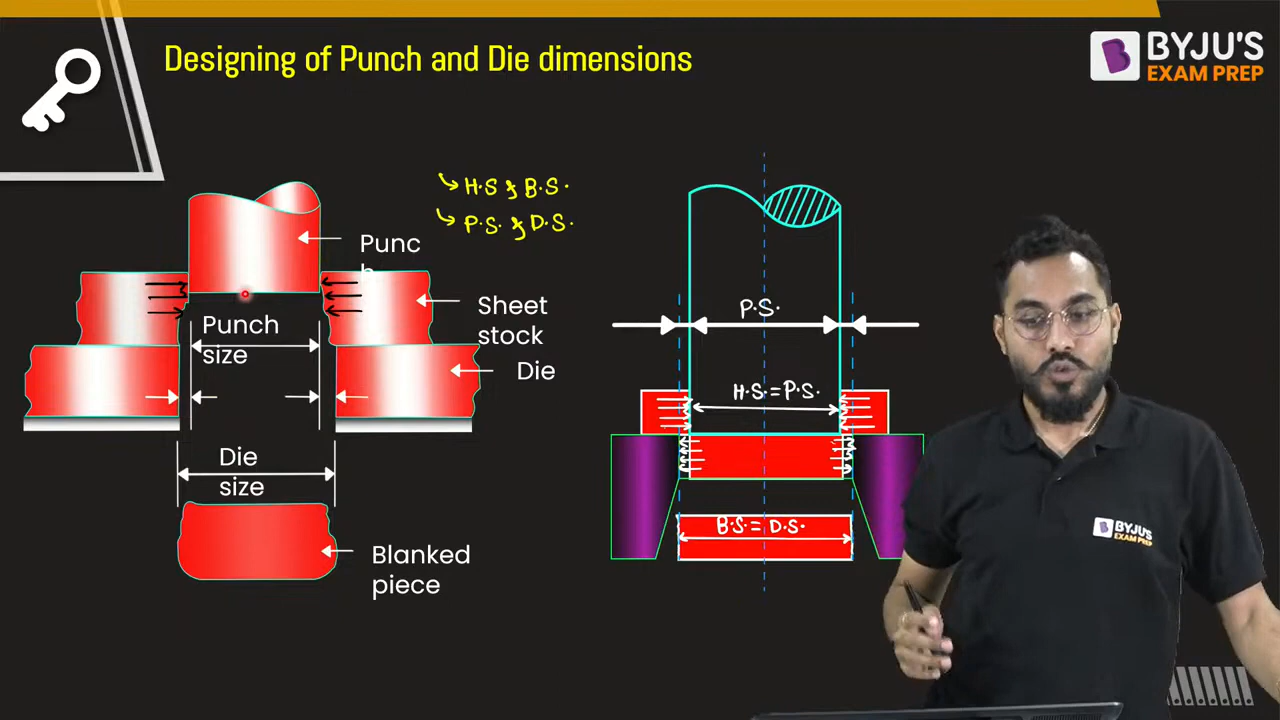 Designing of Punch and Die dimensions
BYJU'S
EXAM PREP
↳ H.S & B.S.
↳ P.S. & D.S.
Punc
h
Sheet
stock
Punch
size
Die
Die
size
Blanked
piece
P.S.
H.S.=P.S.
B.S.=D.S.
BYJU'S
EXAM PREP